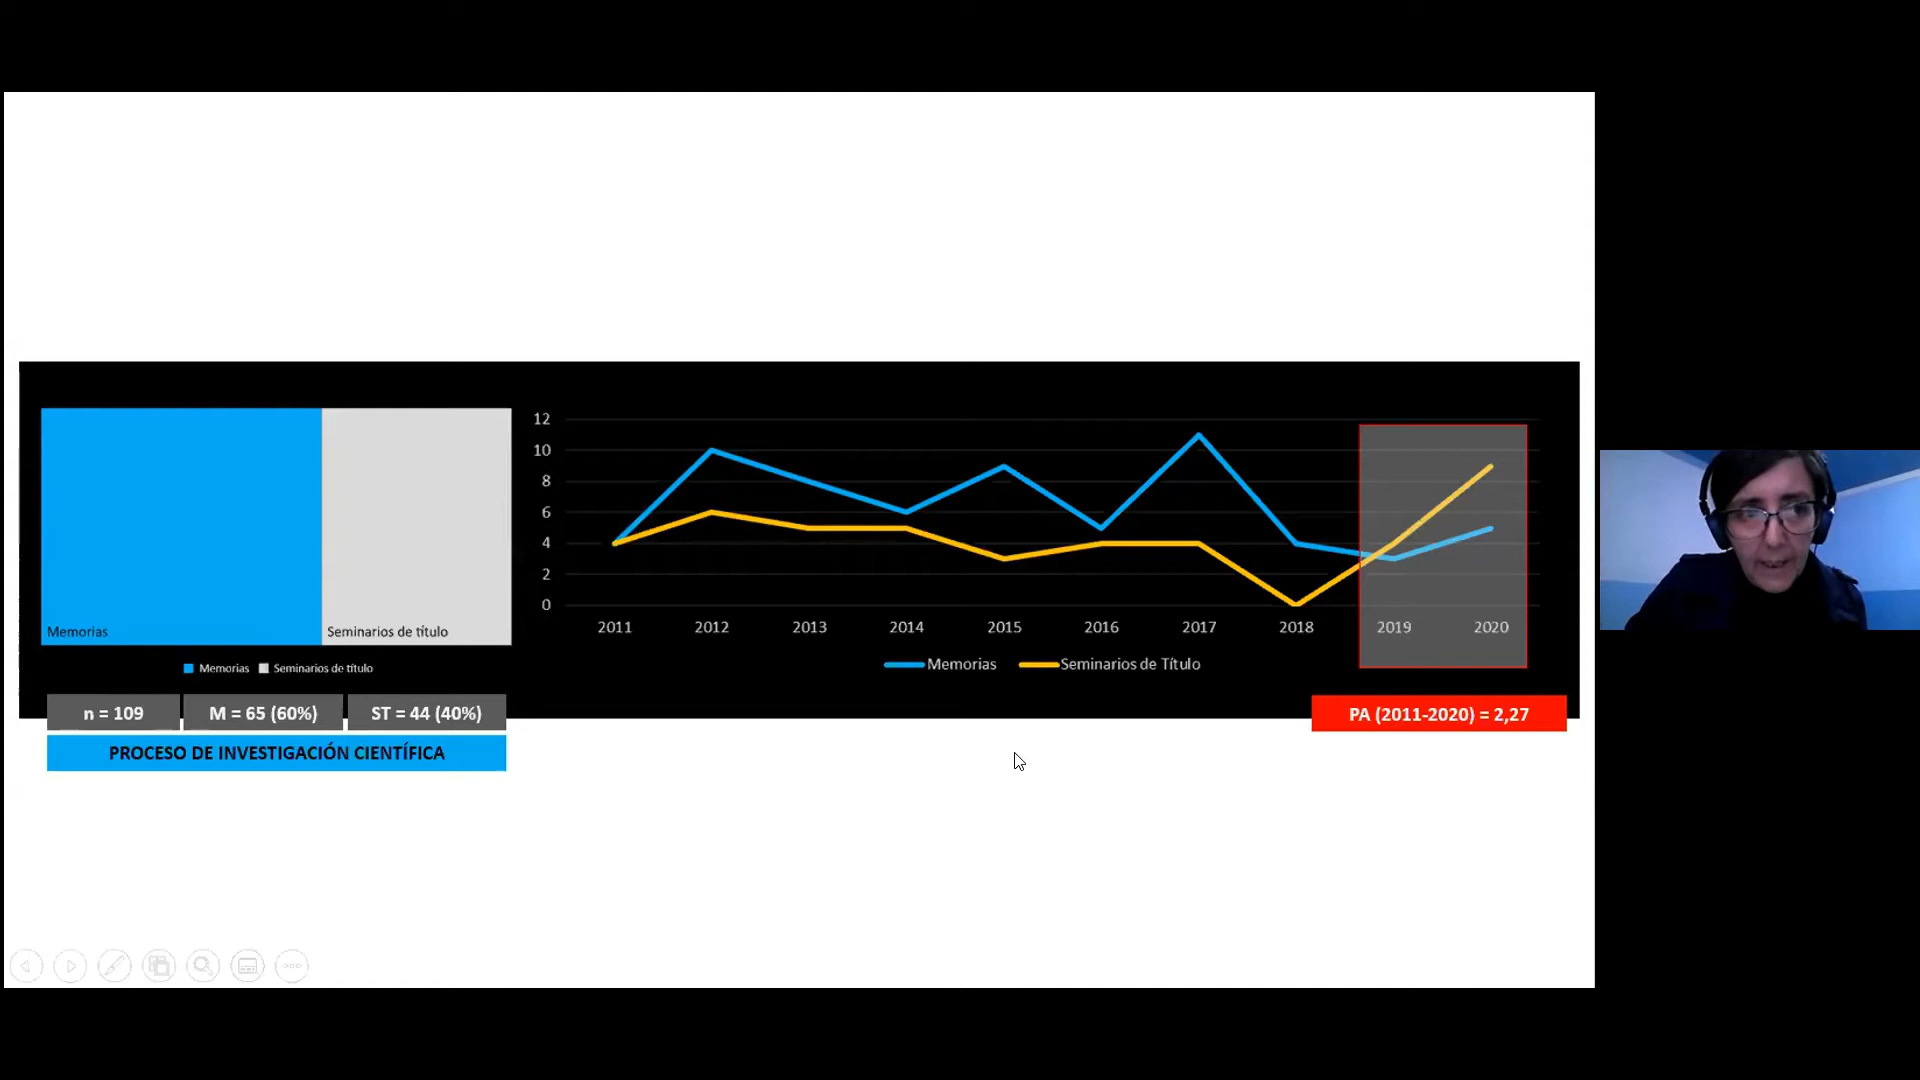 Memorias
Seminarios de título
Memorias Seminarios de título
n = 109
M = 65 (60%)
ST = 44 (40%)
PROCESO DE INVESTIGACIÓN CIENTÍFICA
12
10
8
6
4
2
0
2011 2012 2013 2014 2015 2016 2017 2018 2019 2020
Memorias Seminarios de Título
PA (2011-2020) = 2,27